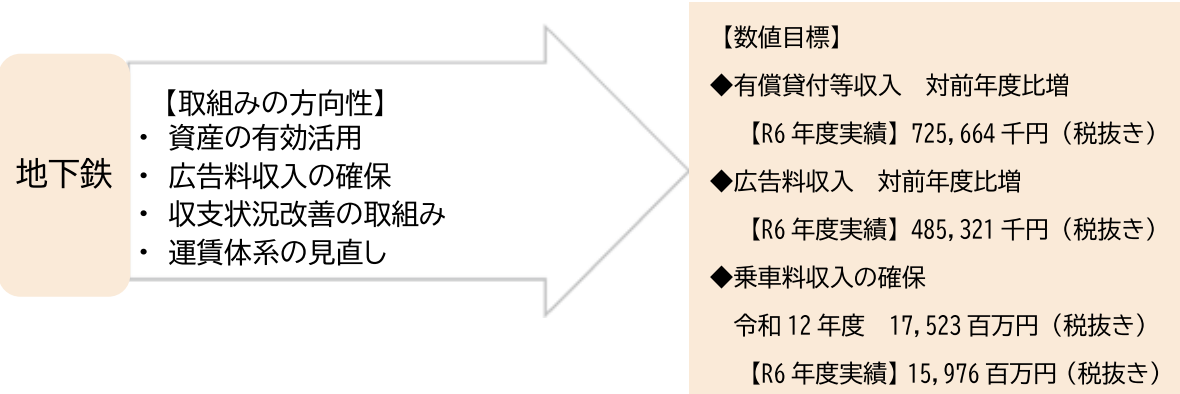 地下鉄
【取組みの方向性】
・ 資産の有効活用
・ 広告料収入の確保
・ 収支状況改善の取組み
・ 運賃体系の見直し
【数値目標】
◆有償貸付等収入　対前年度比増
【R6 年度実績】725,664 千円（税抜き）
◆広告料収入　対前年度比増
【R6 年度実績】485,321 千円（税抜き）
◆乗車料収入の確保
令和 12 年度　17,523 百万円（税抜き）
【R6 年度実績】15,976 百万円（税抜き）